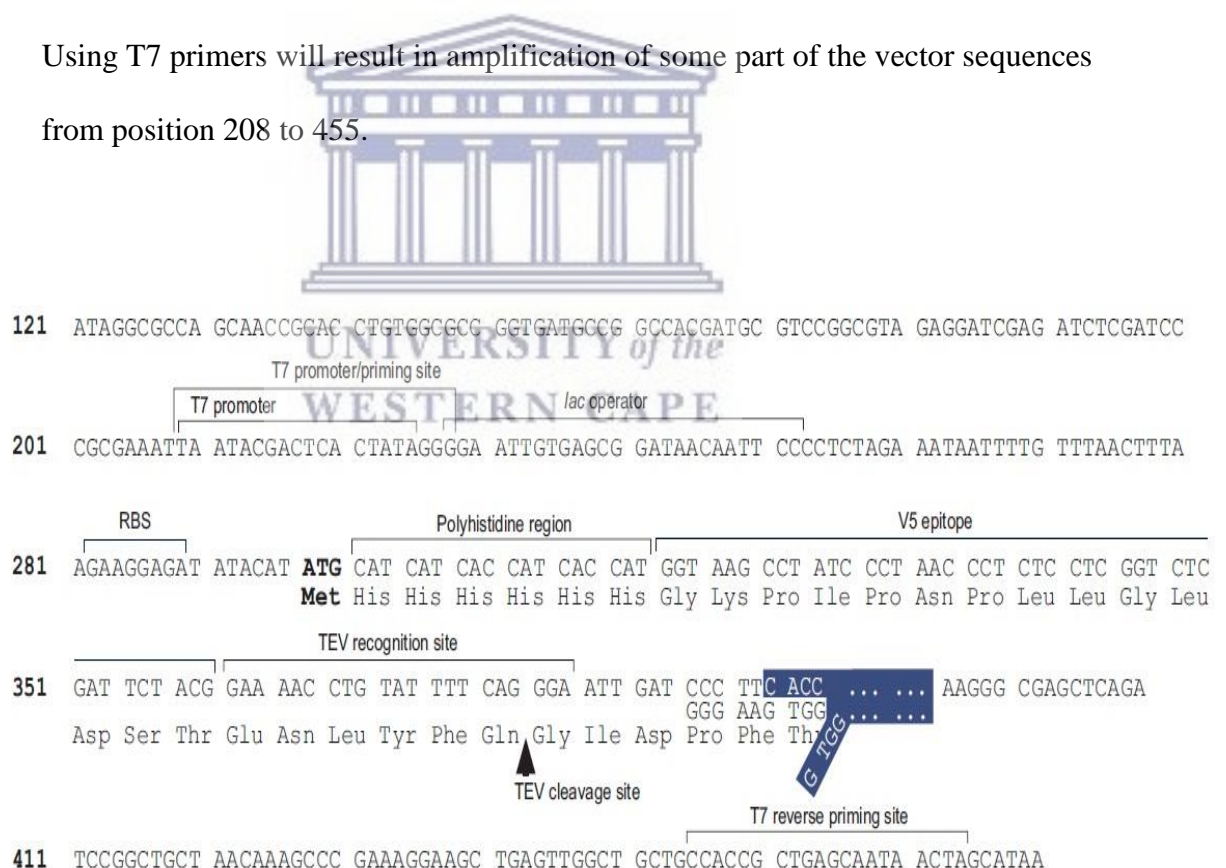 Using T7 primers will result in amplification of some part of the vector sequences
from position 208 to 455.
UNIVERSITY of the
WESTERN CAPE
121 ATAGGCGCCA GCAACCGCAC CTGTGGCGCC GGTGATGCCG GCCACGATGC GTCCGGCGTA GAGGATCGAG ATCTCGATCC
T7 promoter/priming site
T7 promoter
lac operator
201 CGCGAAATTA ATACGACTCA CTATAGGGGA ATTGTGAGCG GATAACAATT CCCCTCTAGA AATAATTTTG TTTAACTTTA
RBS
Polyhistidine region
V5 epitope
281 AGAAGGAGAT ATACAT ATG CAT CAT CAC CAT CAC CAT GGT AAG CCT ATC CCT AAC CCT CTC CTC GGT CTC
Met His His His His His His Gly Lys Pro Ile Pro Asn Pro Leu Leu Gly Leu
TEV recognition site
351 GAT TCT ACG GAA AAC CTG TAT TTT CAG GGA ATT GAT CCC TTC ACC ... ... AAGGG CGAGCTCAGA
GGG AAG TGG ... ...
Asp Ser Thr Glu Asn Leu Tyr Phe Gln Gly Ile Asp Pro Phe Thr
G TGG
TEV cleavage site
T7 reverse priming site
411 TCCGGCTGCT AACAAAGCCC GAAAGGAAGC TGAGTTGGCT GCTGCCACCG CTGAGCAATA ACTAGCATAA